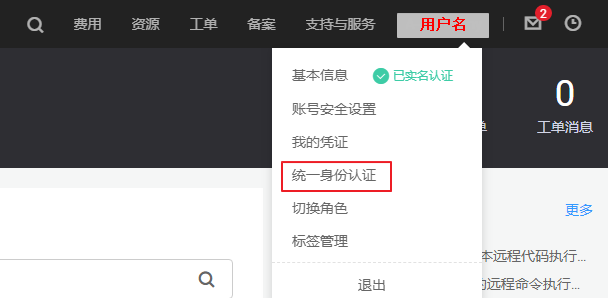 费用 资源 工单 备案 支持与服务 用户名 2
基本信息 已实名认证
账号安全设置
我的凭证
统一身份认证
切换角色
标签管理
退出
0
单 工单消息
更多
本远程代码执行...
的远程命令执行...